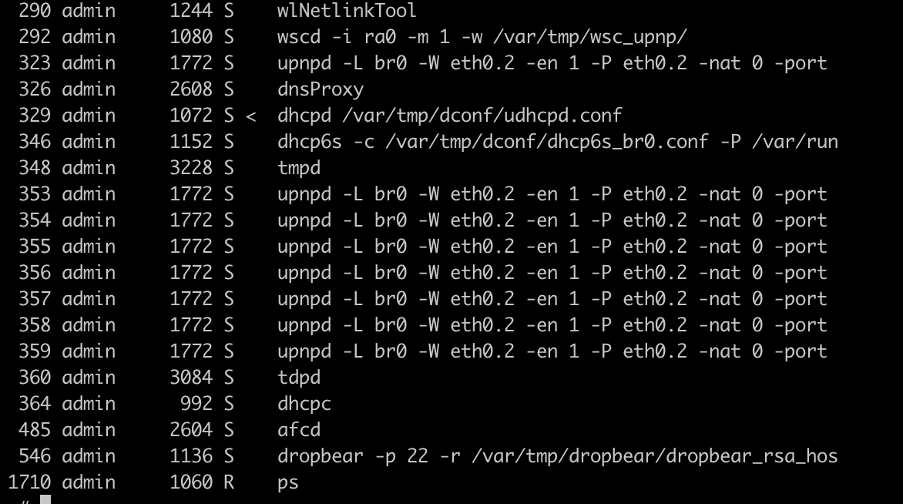 290 admin 1244 S wlNetlinkTool
292 admin 1080 S wscd -i ra0 -m 1 -w /var/tmp/wsc_upnp/
323 admin 1772 S upnpd -L br0 -W eth0.2 -en 1 -P eth0.2 -nat 0 -port
326 admin 2608 S dnsProxy
329 admin 1072 S < dhcpd /var/tmp/dconf/udhcpd.conf
346 admin 1152 S dhcp6s -c /var/tmp/dconf/dhcp6s_br0.conf -P /var/run
348 admin 3228 S tmpd
353 admin 1772 S upnpd -L br0 -W eth0.2 -en 1 -P eth0.2 -nat 0 -port
354 admin 1772 S upnpd -L br0 -W eth0.2 -en 1 -P eth0.2 -nat 0 -port
355 admin 1772 S upnpd -L br0 -W eth0.2 -en 1 -P eth0.2 -nat 0 -port
356 admin 1772 S upnpd -L br0 -W eth0.2 -en 1 -P eth0.2 -nat 0 -port
357 admin 1772 S upnpd -L br0 -W eth0.2 -en 1 -P eth0.2 -nat 0 -port
358 admin 1772 S upnpd -L br0 -W eth0.2 -en 1 -P eth0.2 -nat 0 -port
359 admin 1772 S upnpd -L br0 -W eth0.2 -en 1 -P eth0.2 -nat 0 -port
360 admin 3084 S tdpd
364 admin 992 S dhcpc
485 admin 2604 S afcd
546 admin 1136 S dropbear -p 22 -r /var/tmp/dropbear/dropbear_rsa_hos
1710 admin 1060 R ps
~ #